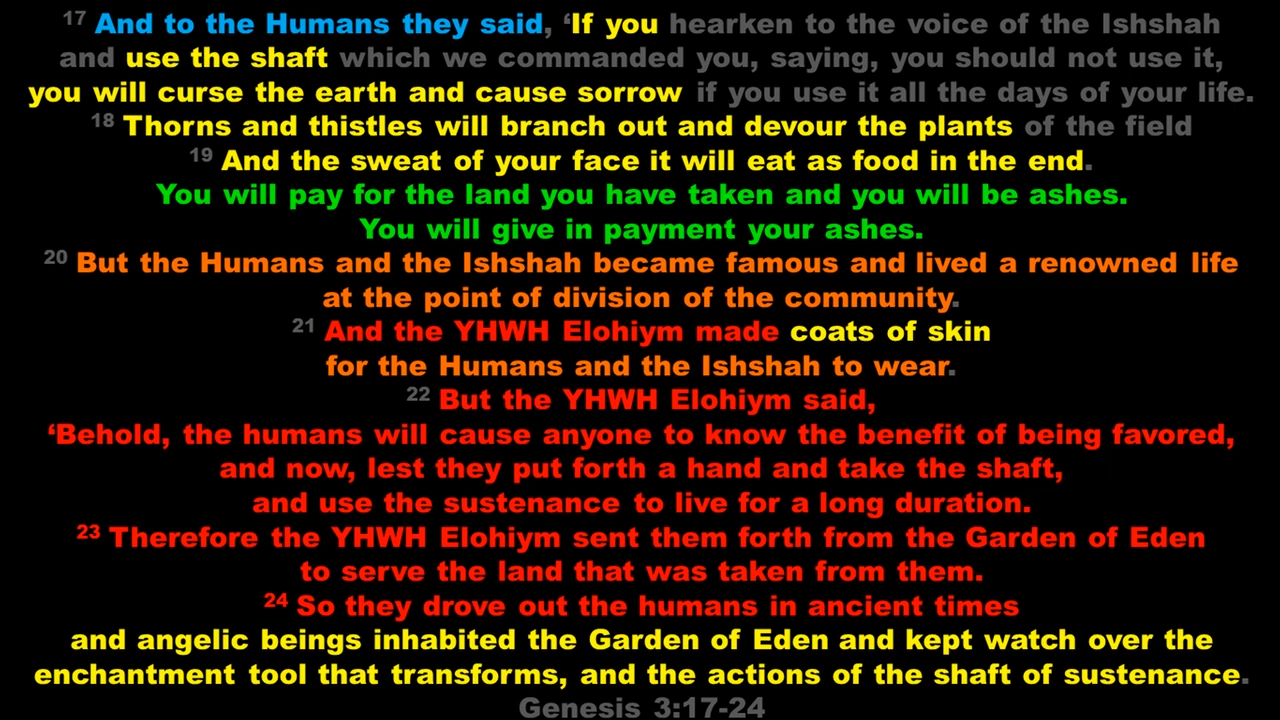 17 And to the Humans they said, ‘If you hearken to the voice of the Ishshah
and use the shaft which we commanded you, saying, you should not use it,
you will curse the earth and cause sorrow if you use it all the days of your life.
18 Thorns and thistles will branch out and devour the plants of the field
19 And the sweat of your face it will eat as food in the end.
You will pay for the land you have taken and you will be ashes.
You will give in payment your ashes.
20 But the Humans and the Ishshah became famous and lived a renowned life
at the point of division of the community.
21 And the YHWH Elohiym made coats of skin
for the Humans and the Ishshah to wear.
22 But the YHWH Elohiym said,
‘Behold, the humans will cause anyone to know the benefit of being favored,
and now, lest they put forth a hand and take the shaft,
and use the sustenance to live for a long duration.
23 Therefore the YHWH Elohiym sent them forth from the Garden of Eden
to serve the land that was taken from them.
24 So they drove out the humans in ancient times
and angelic beings inhabited the Garden of Eden and kept watch over the
enchantment tool that transforms, and the actions of the shaft of sustenance.
Genesis 3:17-24